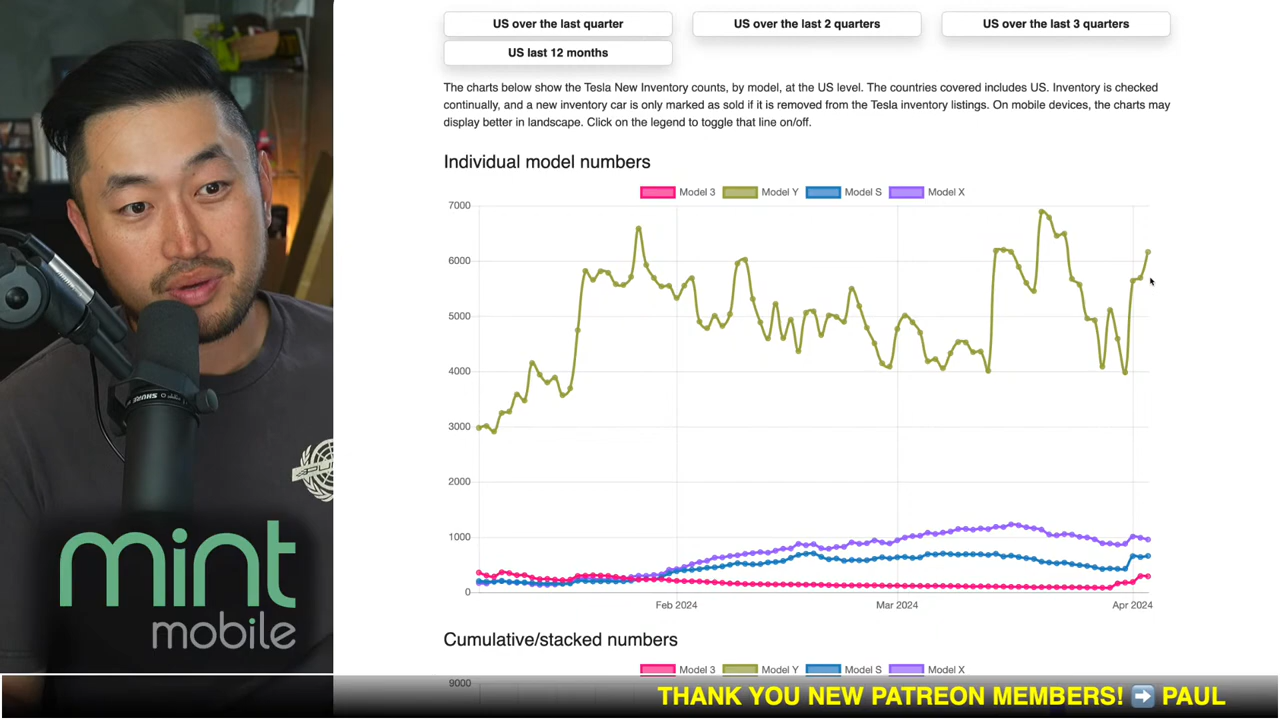 US over the last quarter
US over the last 2 quarters
US over the last 3 quarters
US last 12 months
The charts below show the Tesla New Inventory counts, by model, at the US level. The countries covered includes US. Inventory is checked
continually, and a new inventory car is only marked as sold if it is removed from the Tesla inventory listings. On mobile devices, the charts may
display better in landscape. Click on the legend to toggle that line on/off.
Individual model numbers
Model 3 Model Y Model S Model X
7000
6000
5000
4000
3000
2000
1000
0
Feb 2024 Mar 2024 Apr 2024
Cumulative/stacked numbers
Model 3 Model Y Model S Model X
9000
SHURE
mint
mobile
THANK YOU NEW PATREON MEMBERS! ➡️ PAUL